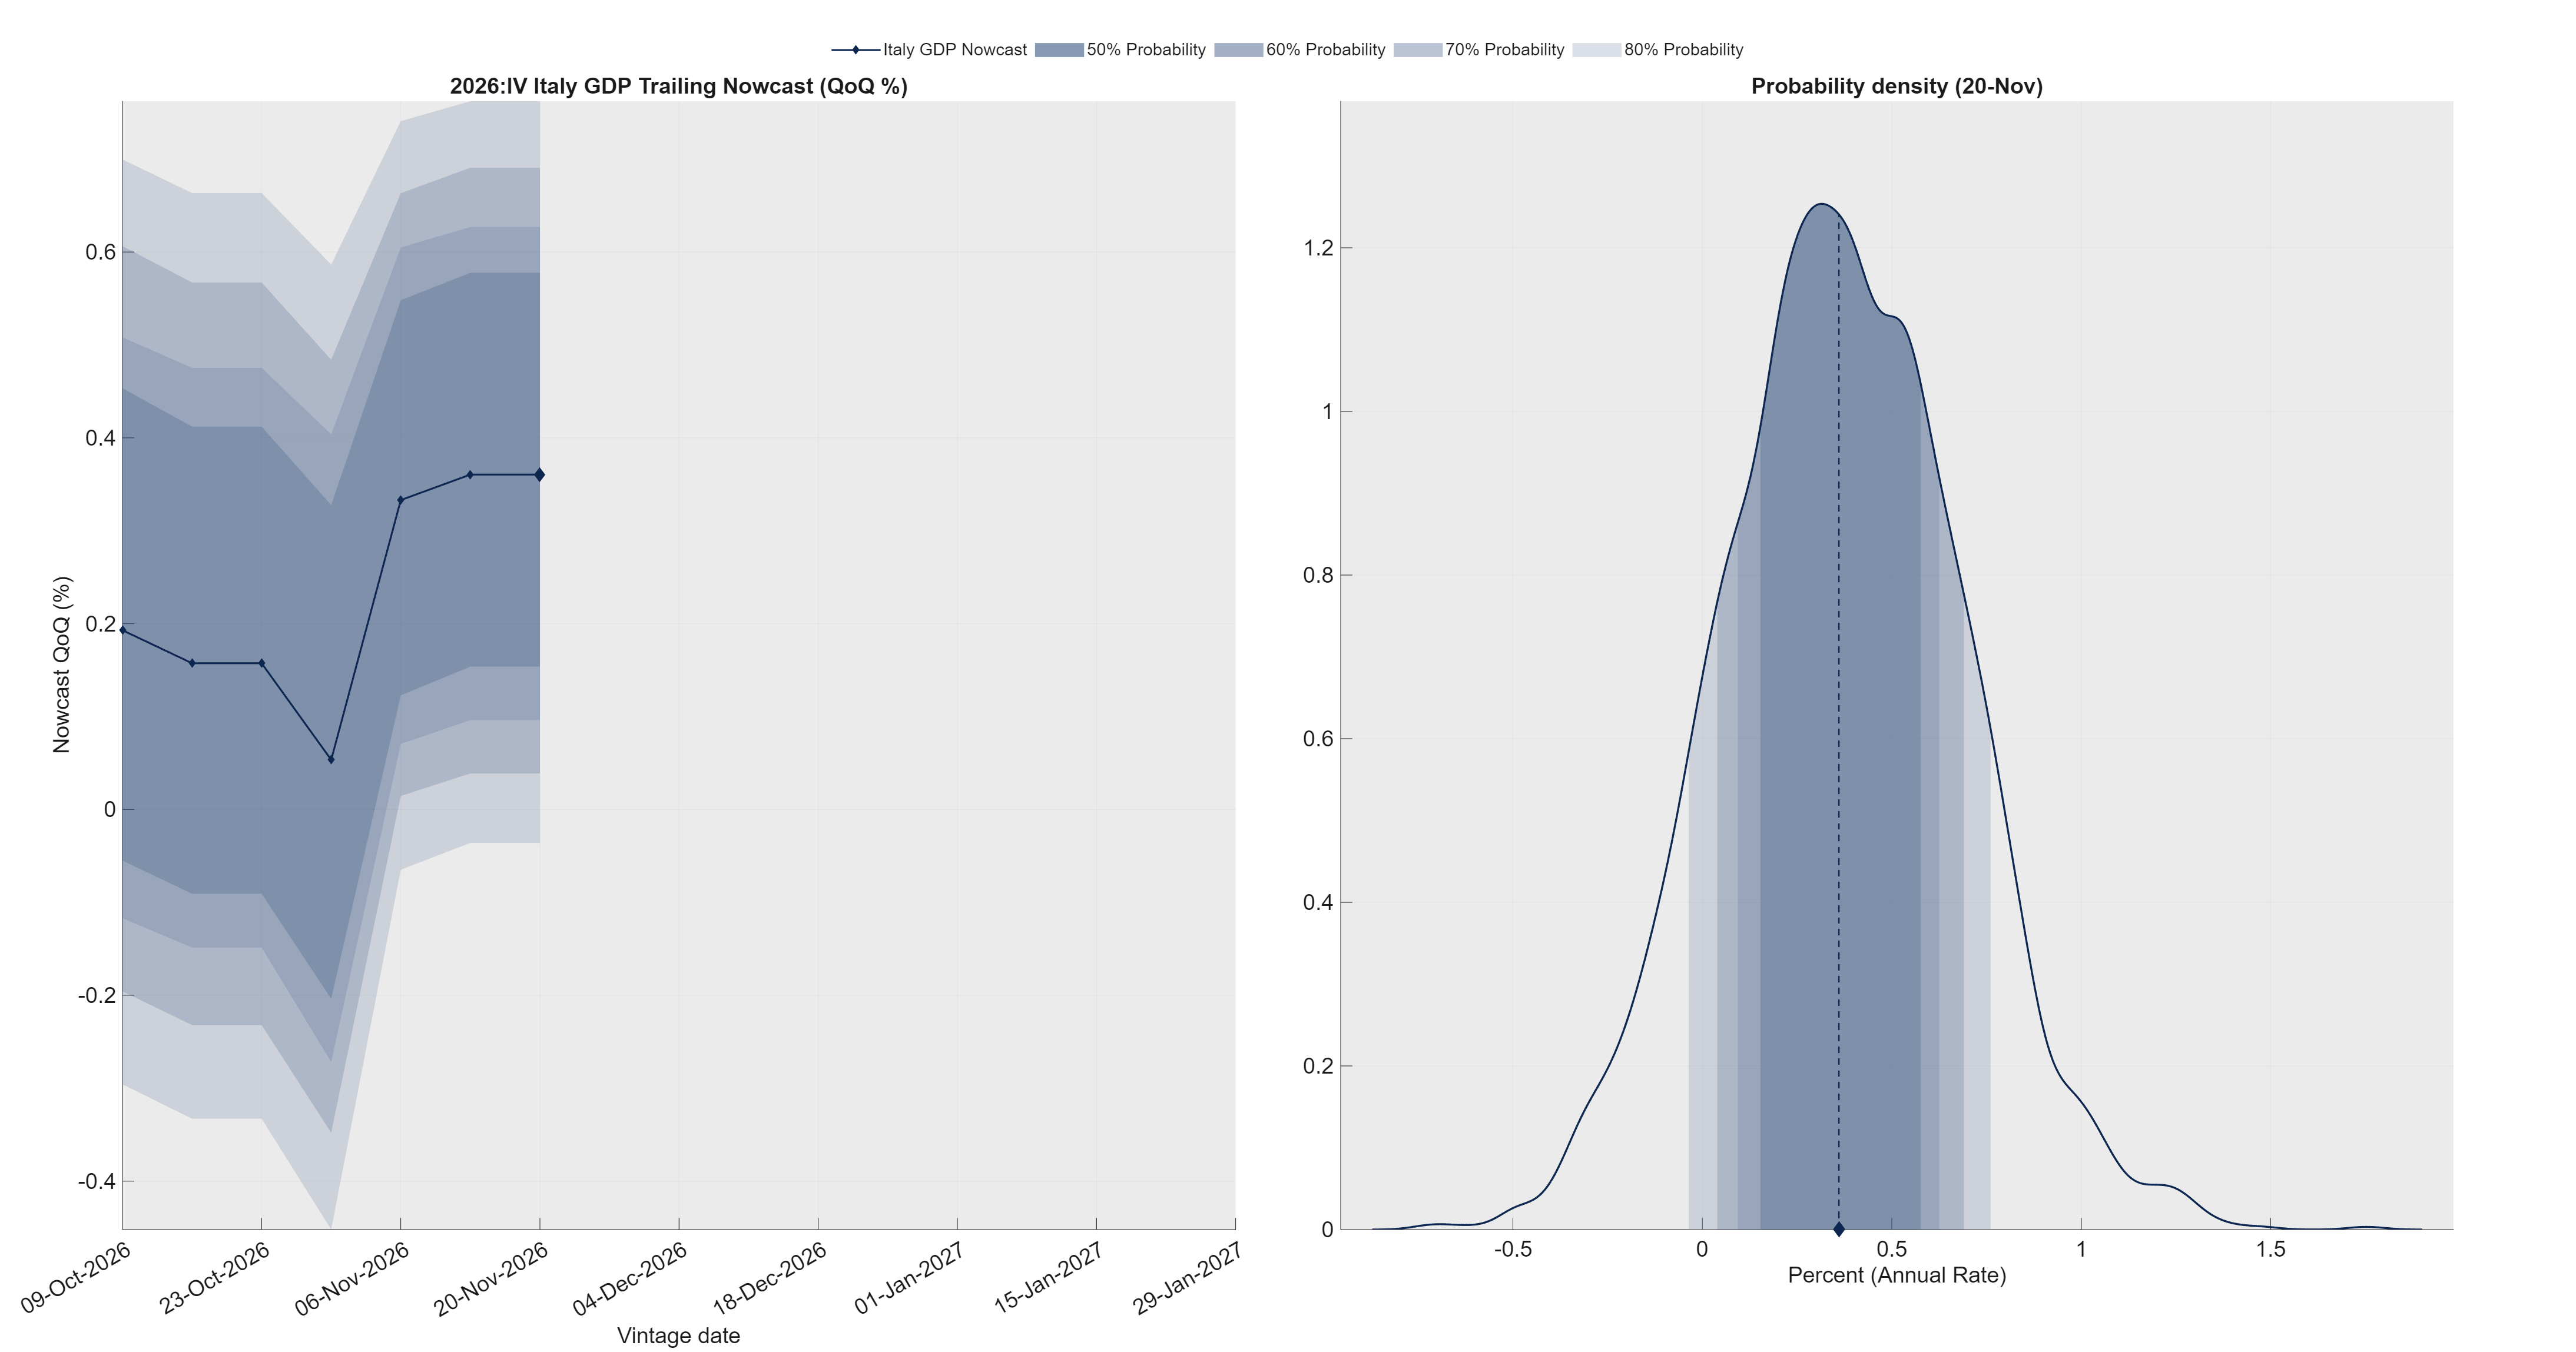 Italy GDP Nowcast 50% Probability 60% Probability 70% Probability 80% Probability
2026:IV Italy GDP Trailing Nowcast (QoQ %)
Nowcast QoQ (%)
0.6
0.4
0.2
0
-0.2
-0.4
09-Oct-2026
23-Oct-2026
06-Nov-2026
20-Nov-2026
04-Dec-2026
18-Dec-2026
01-Jan-2027
15-Jan-2027
29-Jan-2027
Vintage date
Probability density (20-Nov)
1.2
1
0.8
0.6
0.4
0.2
0
-0.5
0
0.5
1
1.5
Percent (Annual Rate)